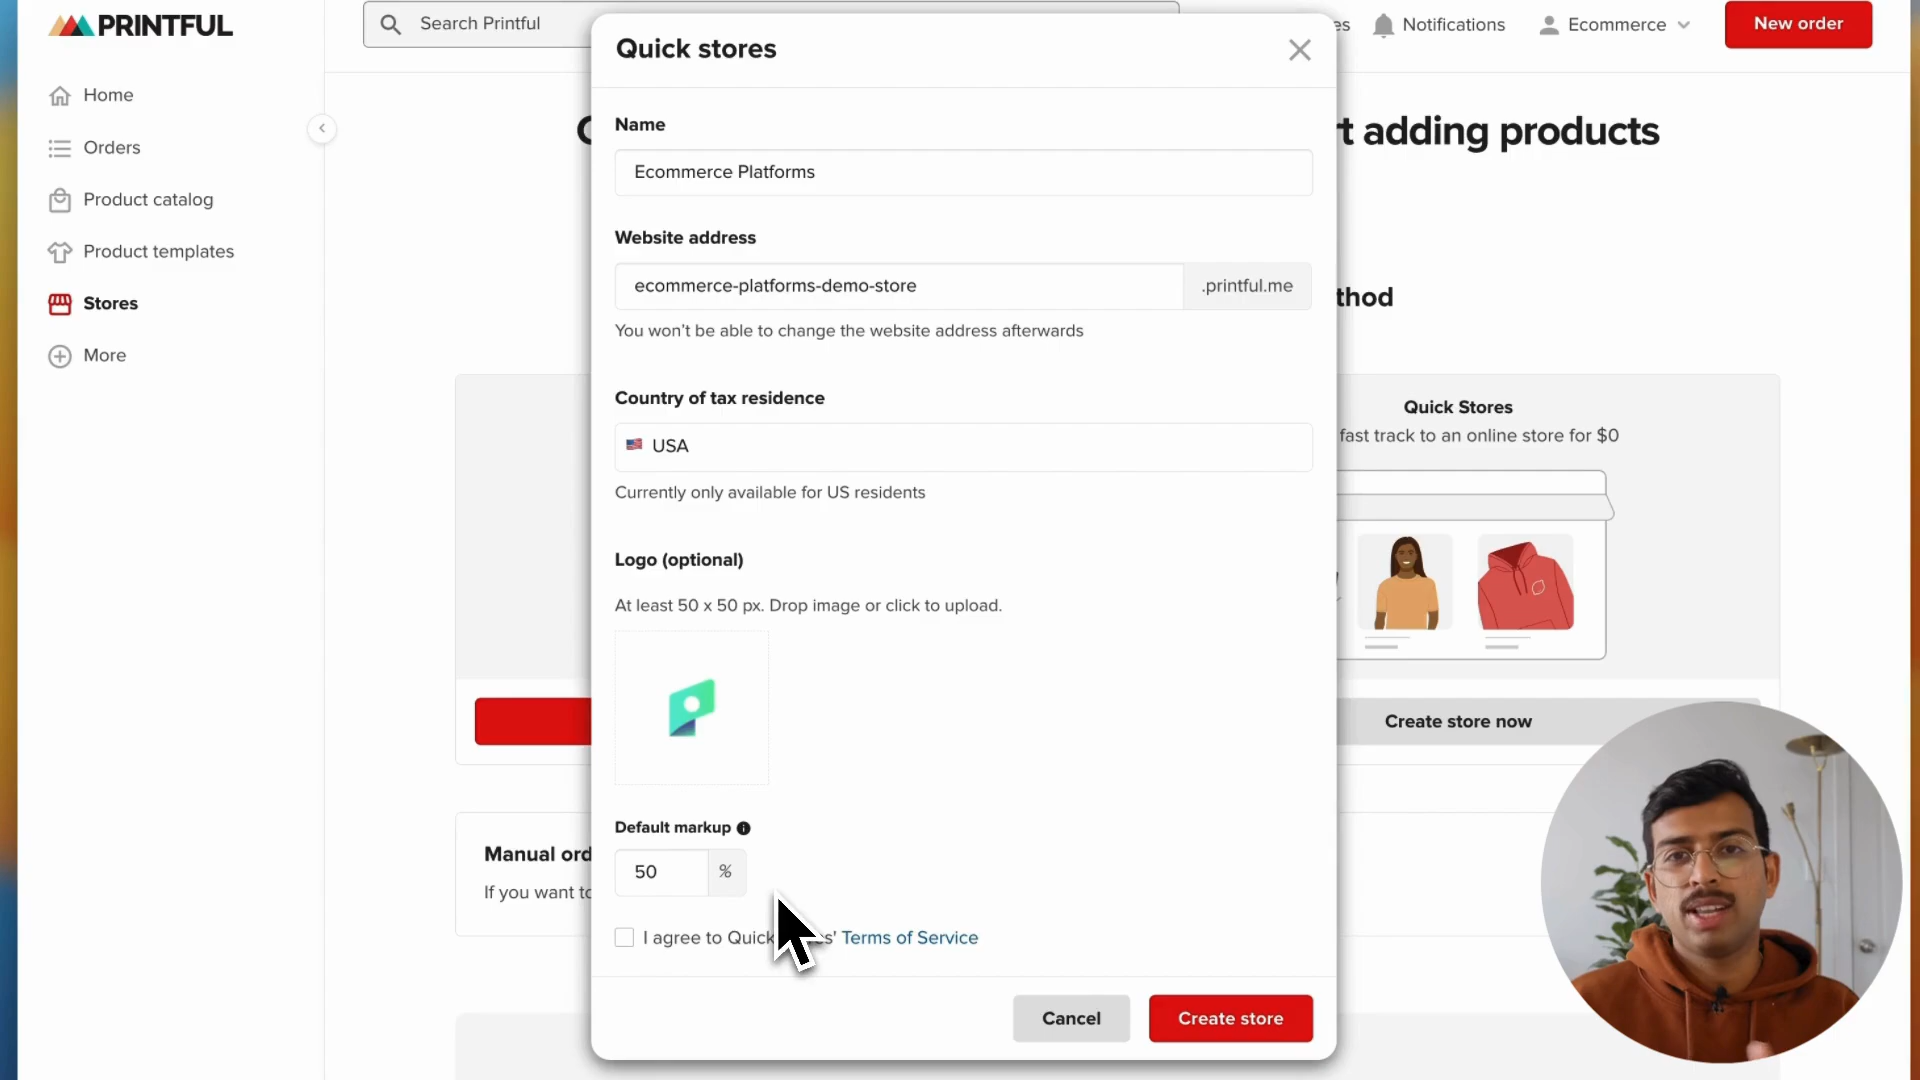 PRINTFUL
Search Printful
Notifications
Ecommerce
New order
Home
Orders
Product catalog
Product templates
Stores
More
adding products
Quick stores
Name
Ecommerce Platforms
Website address
ecommerce-platforms-demo-store
.printful.me
You won't be able to change the website address afterwards
Country of tax residence
USA
Currently only available for US residents
Logo (optional)
At least 50 x 50 px. Drop image or click to upload.
Default markup
50
%
I agree to Quick Terms of Service
Cancel
Create store
Quick Stores
fast track to an online store for $0
Create store now
Manual
If you want